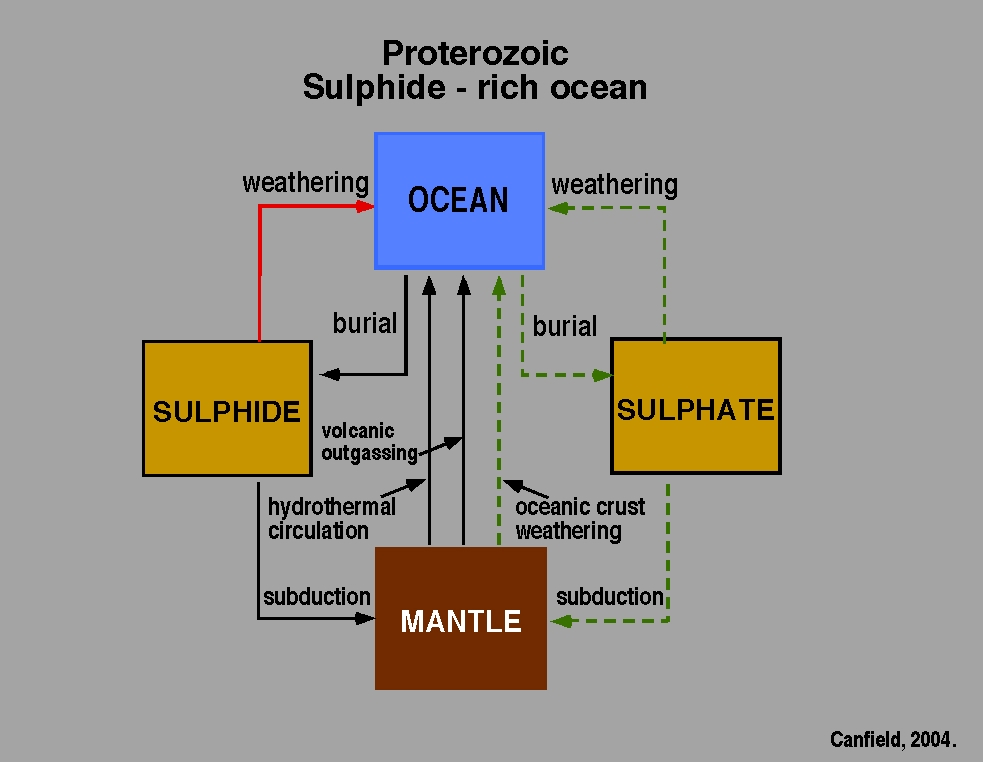 Proterozoic
Sulphide - rich ocean
weathering
OCEAN
weathering
burial
burial
SULPHIDE
SULPHATE
volcanic
outgassing
hydrothermal
circulation
oceanic crust
weathering
subduction
MANTLE
subduction
Canfield, 2004.